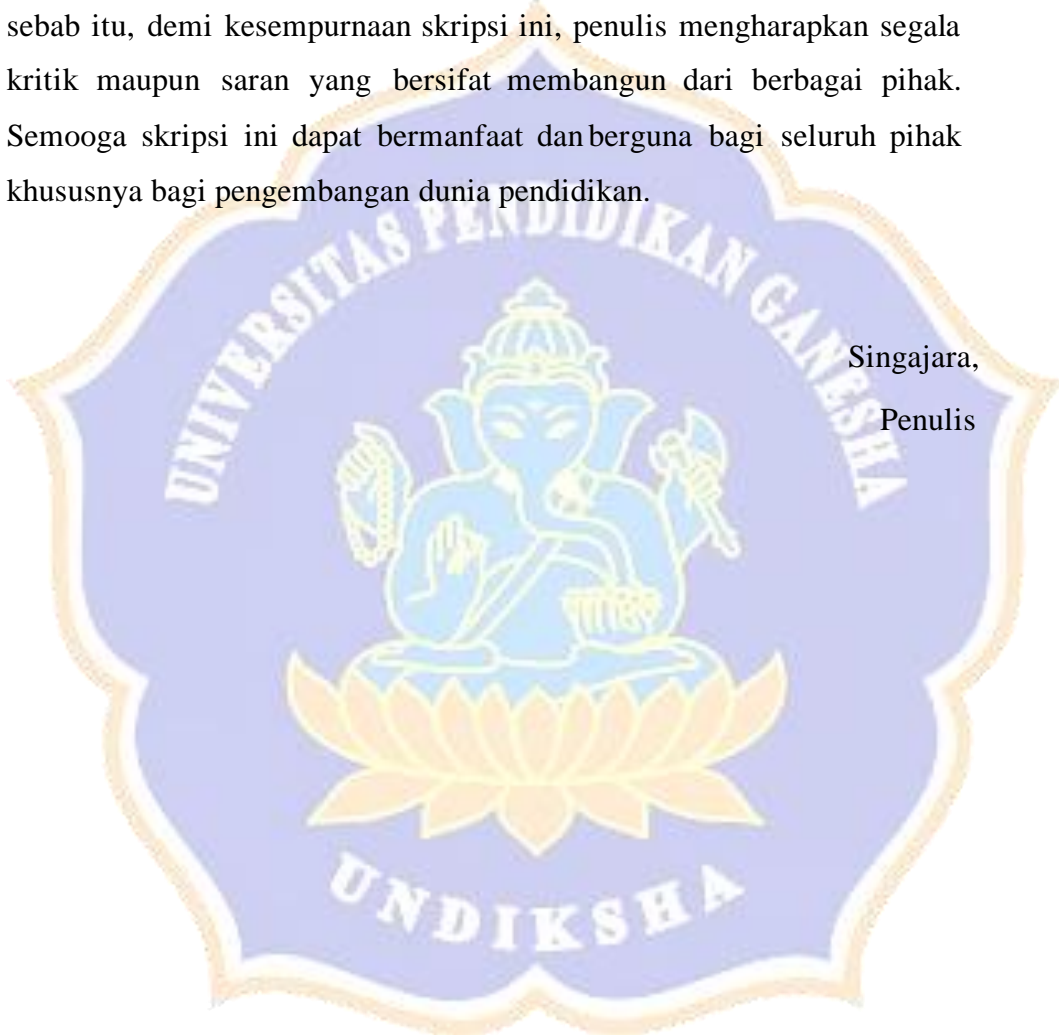 sebab itu, demi kesempurnaan skripsi ini, penulis mengharapkan segala
kritik maupun saran yang bersifat membangun dari berbagai pihak.
Semooga skripsi ini dapat bermanfaat dan berguna bagi seluruh pihak
khususnya bagi pengembangan dunia pendidikan.
UNIVERSITAS PENDIDIKAN GANESHA
Singajara,
Penulis
UNDIKSHA